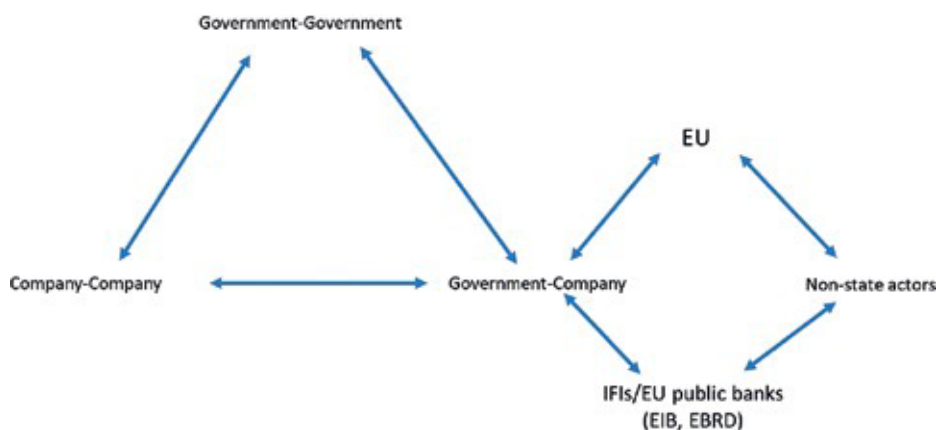 Government-Government
EU
Company-Company
Government-Company
Non-state actors
IFIs/EU public banks
(EIB, EBRD)